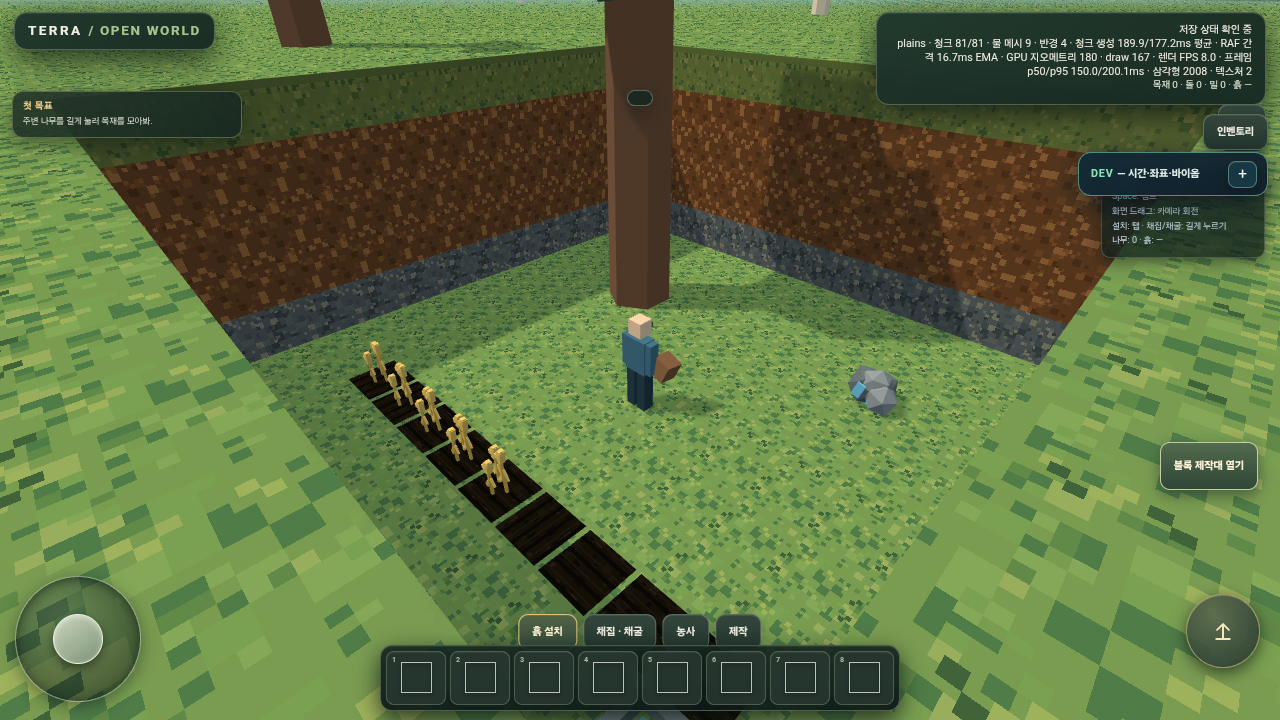 TERRA / OPEN WORLD
저장 상태 확인 중
plains · 청크 81/81 · 물 메시 9 · 반경 4 · 청크 생성 189.9/177.2ms 평균 · RAF 간
격 16.7ms EMA · GPU 지오메트리 180 · draw 167 · 렌더 FPS 8.0 · 프레임
p50/p95 150.0/200.1ms · 삼각형 2008 · 텍스처 2
목재 0 · 돌 0 · 밀 0 · 흙 —
첫 목표
주변 나무를 길게 눌러 목재를 모아봐.
인벤토리
DEV — 시간·좌표·바이옴
+
Space: 점프
화면 드래그: 카메라 회전
설치: 탭 · 채집/채굴: 길게 누르기
나무: 0 · 흙: —
블록 제작대 열기
흙 설치
채집 · 채굴
농사
제작
1 2 3 4 5 6 7 8